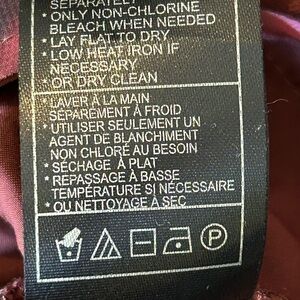 SEPARATELY
* ONLY NON-CHLORINE
BLEACH WHEN NEEDED
* LAY FLAT TO DRY
* LOW HEAT IRON IF
NECESSARY
OR DRY CLEAN
* LAVER À LA MAIN
SÉPARÉMENT À FROID
* UTILISER SEULEMENT UN
AGENT DE BLANCHIMENT
NON CHLORÉ AU BESOIN
* SÉCHAGE À PLAT
* REPASSAGE À BASSE
TEMPÉRATURE SI NÉCESSAIRE
* OU NETTOYAGE À SEC
P